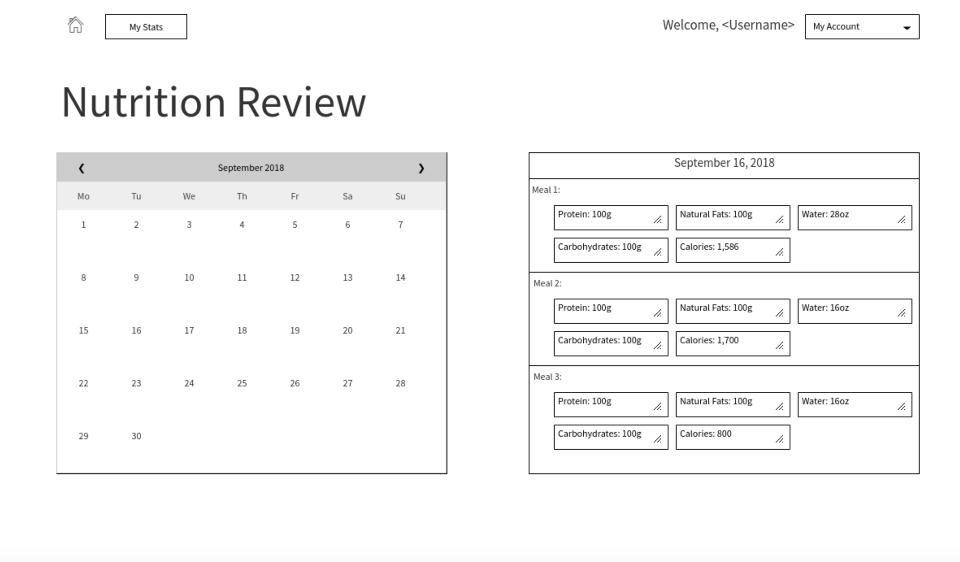 My Stats
Welcome, <Username>
My Account
Nutrition Review
September 2018
Mo Tu We Th Fr Sa Su
1 2 3 4 5 6 7
8 9 10 11 12 13 14
15 16 17 18 19 20 21
22 23 24 25 26 27 28
29 30
September 16, 2018
Meal 1:
Protein: 100g Natural Fats: 100g Water: 28oz
Carbohydrates: 100g Calories: 1,586
Meal 2:
Protein: 100g Natural Fats: 100g Water: 16oz
Carbohydrates: 100g Calories: 1,700
Meal 3:
Protein: 100g Natural Fats: 100g Water: 16oz
Carbohydrates: 100g Calories: 800